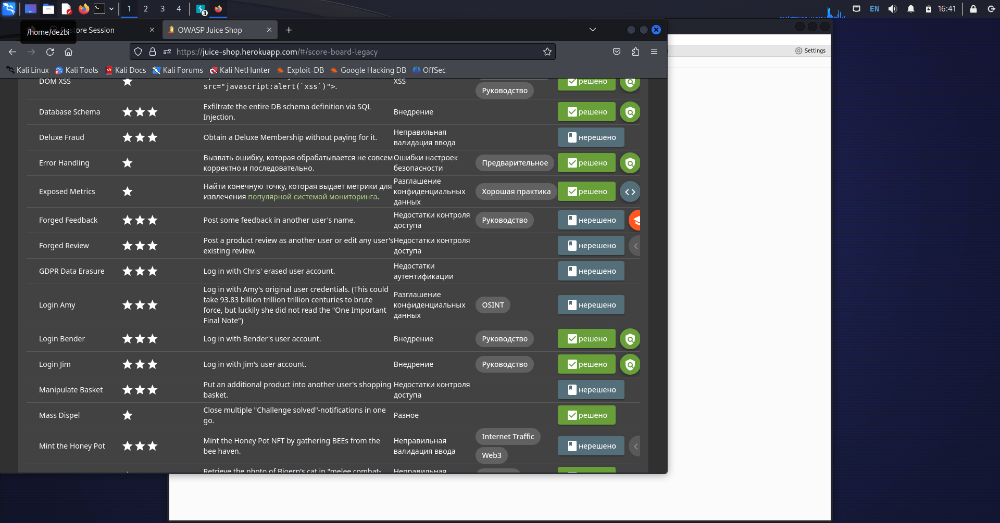 1 2 3 4
3
EN
16:41
/home/dezbi
Restore Session
OWASP Juice Shop
https://juice-shop.herokuapp.com/#/score-board-legacy
Settings
Kali Linux Kali Tools Kali Docs Kali Forums Kali NetHunter Exploit-DB Google Hacking DB OffSec
DOM XSS
src="javascript:alert(`xss`)">.
XSS
Руководство
решено
Database Schema
Exfiltrate the entire DB schema definition via SQL
Injection.
Внедрение
решено
Deluxe Fraud
Obtain a Deluxe Membership without paying for it.
Неправильная
валидация ввода
нерешено
Error Handling
Вызвать ошибку, которая обрабатывается не совсем
корректно и последовательно.
Ошибки настроек
безопасности
Предварительное
решено
Exposed Metrics
Найти конечную точку, которая выдает метрики для
извлечения популярной системой мониторинга.
Разглашение
конфиденциальных
данных
Хорошая практика
решено
Forged Feedback
Post some feedback in another user's name.
Недостатки контроля
доступа
Руководство
нерешено
Forged Review
Post a product review as another user or edit any user's
existing review.
Недостатки контроля
доступа
нерешено
GDPR Data Erasure
Log in with Chris' erased user account.
Недостатки
аутентификации
нерешено
Login Amy
Log in with Amy's original user credentials. (This could
take 93.83 billion trillion trillion centuries to brute
force, but luckily she did not read the "One Important
Final Note")
Разглашение
конфиденциальных
данных
OSINT
нерешено
Login Bender
Log in with Bender's user account.
Внедрение
Руководство
решено
Login Jim
Log in with Jim's user account.
Внедрение
Руководство
решено
Manipulate Basket
Put an additional product into another user's shopping
basket.
Недостатки контроля
доступа
нерешено
Mass Dispel
Close multiple "Challenge solved"-notifications in one
go.
Разное
решено
Mint the Honey Pot
Mint the Honey Pot NFT by gathering BEEs from the
bee haven.
Неправильная
валидация ввода
Internet Traffic
Web3
нерешено
Retrieve the photo of Bjoern's cat in "melee combat-
Неправильная